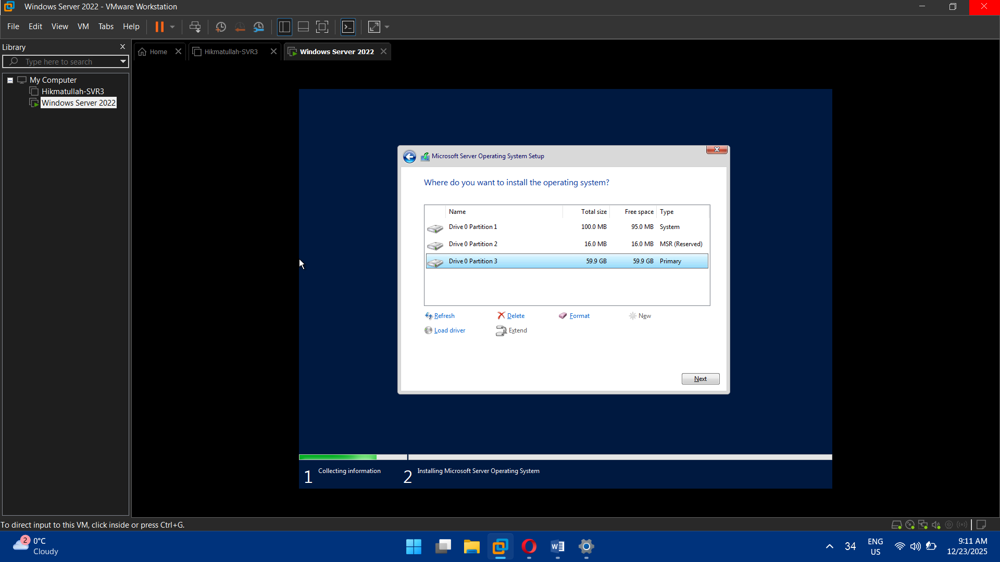 Windows Server 2022 - VMware Workstation
File Edit View VM Tabs Help
Library
Type here to search
My Computer
Hikmatullah-SVR3
Windows Server 2022
Home
Hikmatullah-SVR3
Windows Server 2022
Microsoft Server Operating System Setup
Where do you want to install the operating system?
Name Total size Free space Type
Drive 0 Partition 1 100.0 MB 95.0 MB System
Drive 0 Partition 2 16.0 MB 16.0 MB MSR (Reserved)
Drive 0 Partition 3 59.9 GB 59.9 GB Primary
Refresh Delete Format New
Load driver Extend
Next
1 Collecting information 2 Installing Microsoft Server Operating System
To direct input to this VM, click inside or press Ctrl+G.
2
0°C
Cloudy
34
ENG
US
9:11 AM
12/23/2025